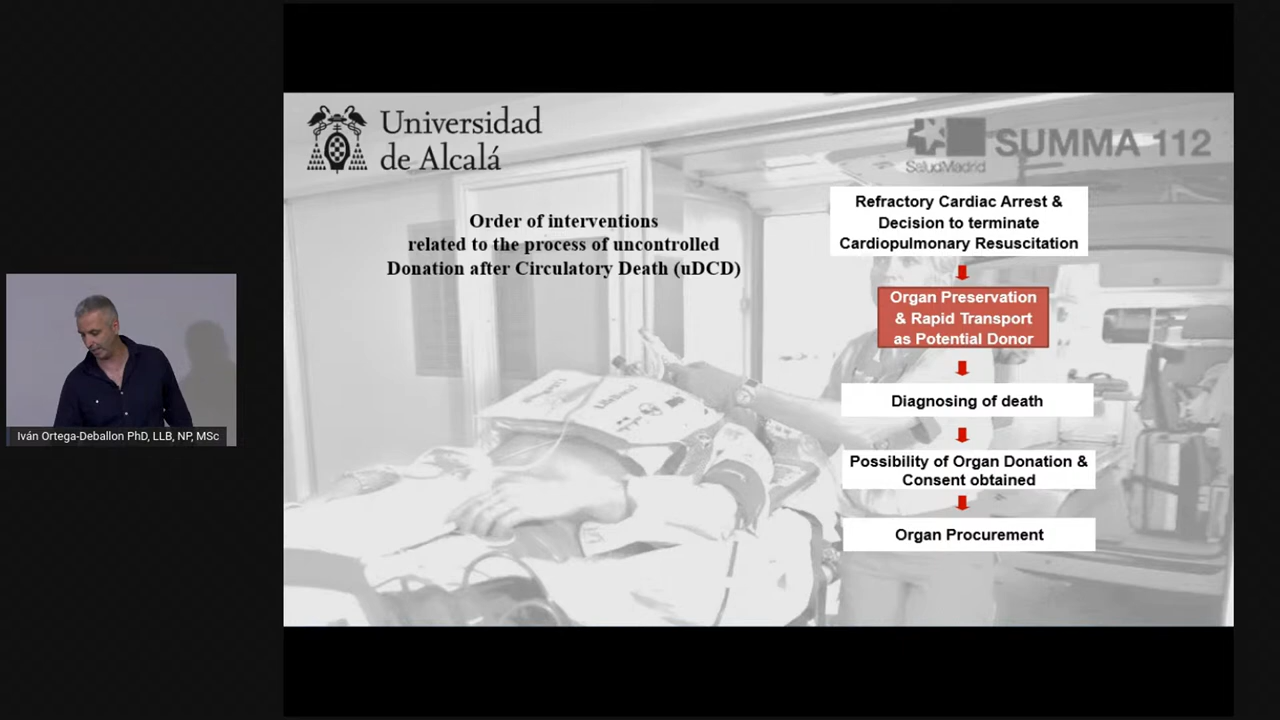 Universidad
de Alcalá
SaludMadrid
SUMMA 112
Order of interventions
related to the process of uncontrolled
Donation after Circulatory Death (uDCD)
Refractory Cardiac Arrest &
Decision to terminate
Cardiopulmonary Resuscitation
Organ Preservation
& Rapid Transport
as Potential Donor
Diagnosing of death
Possibility of Organ Donation &
Consent obtained
Organ Procurement
Iván Ortega-Deballon PhD, LLB, NP, MSc